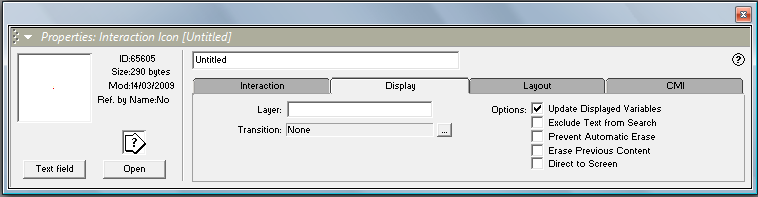 Properties: Interaction Icon [Untitled]
ID:65605
Size:290 bytes
Mod:14/03/2009
Ref. by Name:No
Text field
Open
Untitled
Interaction
Display
Layout
CMI
Layer:
Transition: None ...
Options: Update Displayed Variables
Exclude Text from Search
Prevent Automatic Erase
Erase Previous Content
Direct to Screen